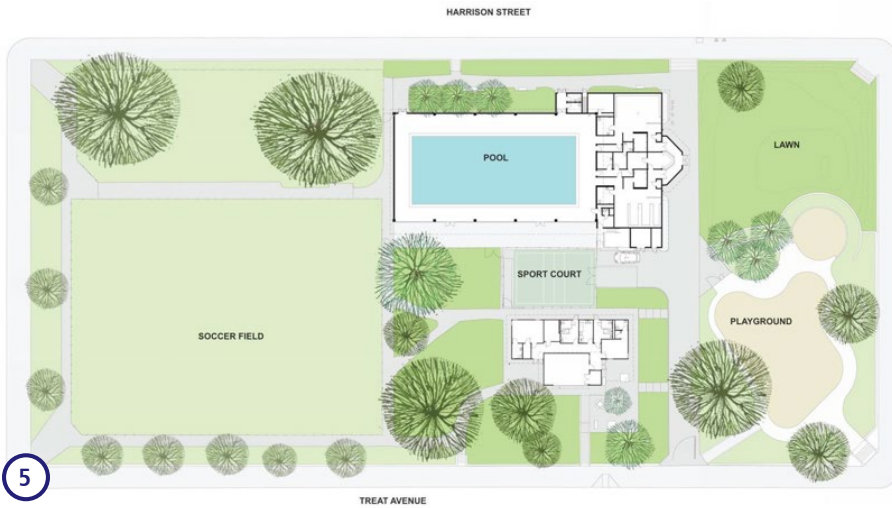 HARRISON STREET
POOL
LAWN
SPORT COURT
PLAYGROUND
SOCCER FIELD
5
TREAT AVENUE